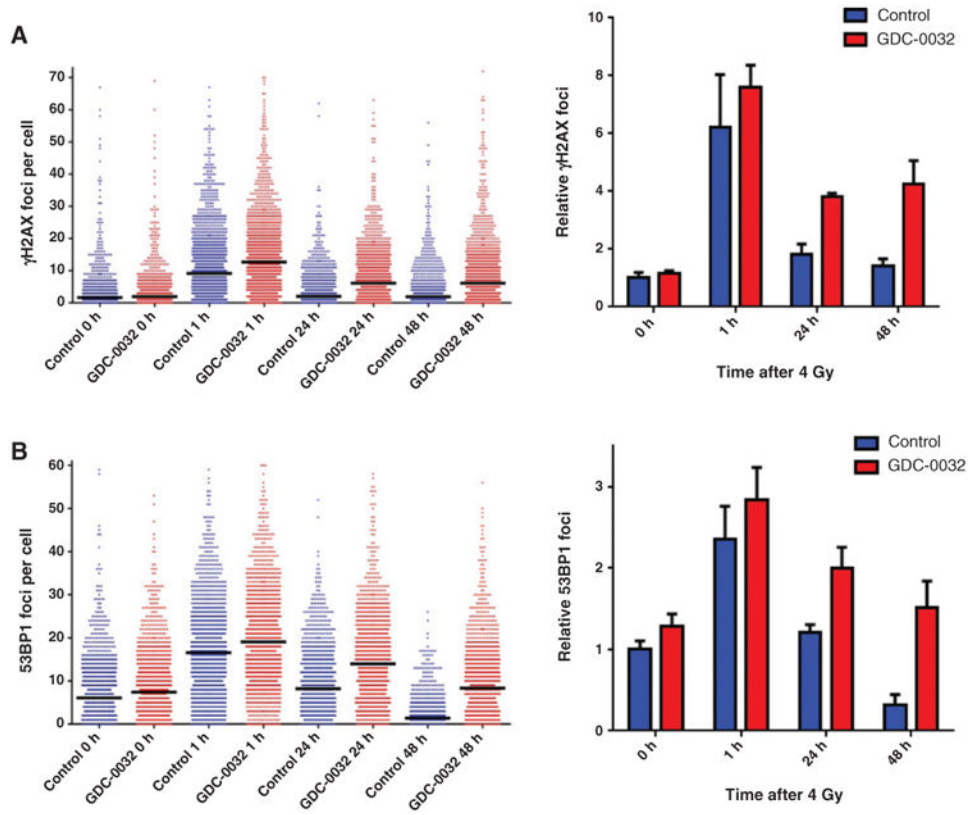 A
γH2AX foci per cell
70
60
50
40
30
20
10
0
Control 0 h
GDC-0032 0 h
Control 1 h
GDC-0032 1 h
Control 24 h
GDC-0032 24 h
Control 48 h
GDC-0032 48 h
Control
GDC-0032
Relative γH2AX foci
10
8
6
4
2
0
0 h
1 h
24 h
48 h
Time after 4 Gy
B
53BP1 foci per cell
60
50
40
30
20
10
0
Control 0 h
GDC-0032 0 h
Control 1 h
GDC-0032 1 h
Control 24 h
GDC-0032 24 h
Control 48 h
GDC-0032 48 h
Control
GDC-0032
Relative 53BP1 foci
3
2
1
0
0 h
1 h
24 h
48 h
Time after 4 Gy